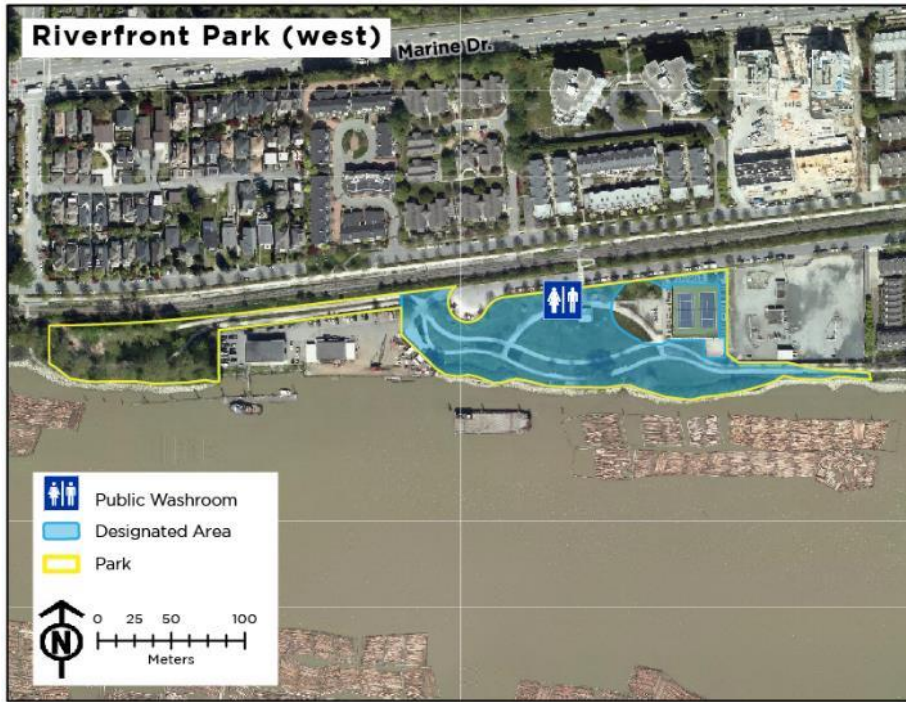 Riverfront Park (west)
Marine Dr.
Public Washroom
Designated Area
Park
N
0 25 50 100
Meters